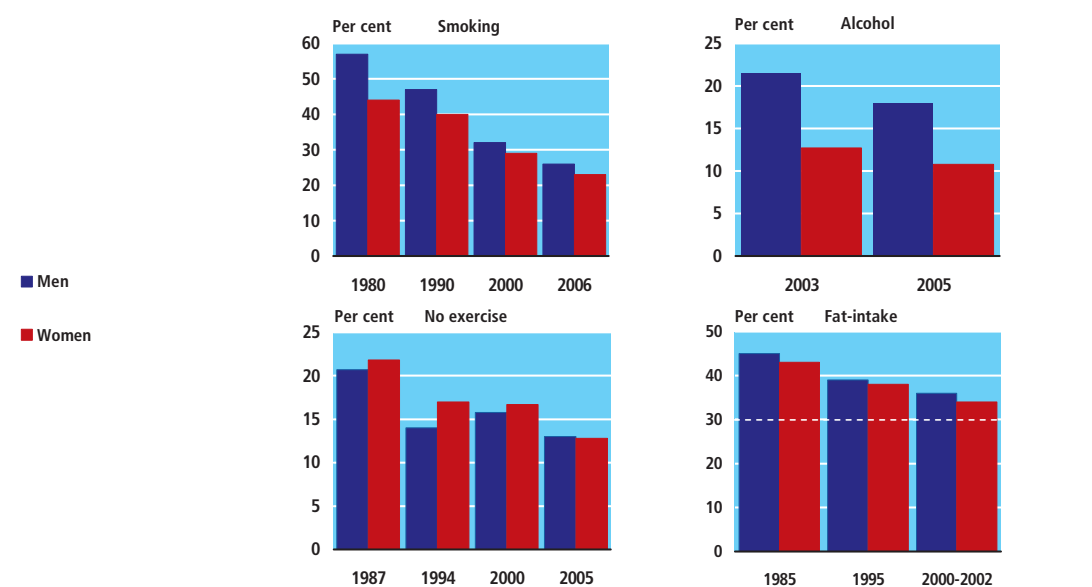 Per cent Smoking
60
50
40
30
20
10
0
1980 1990 2000 2006
Per cent Alcohol
25
20
15
10
5
0
2003 2005
Men
Women
Per cent No exercise
25
20
15
10
5
0
1987 1994 2000 2005
Per cent Fat-intake
50
40
30
20
10
0
1985 1995 2000-2002